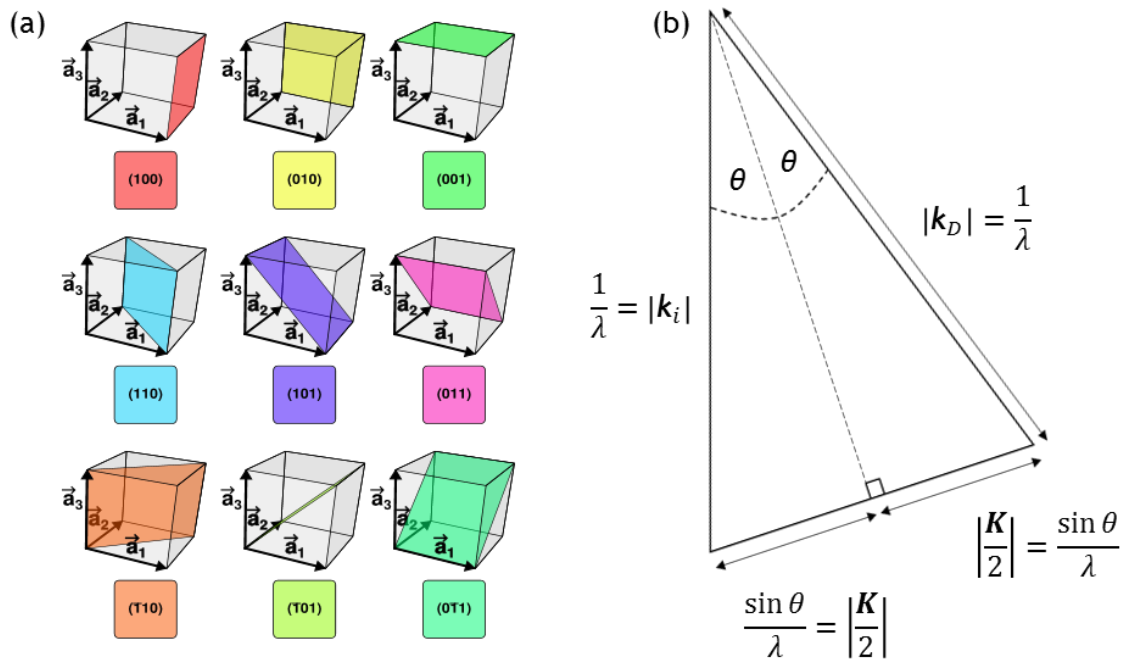 (a)
a⃗₃
a⃗₂
a⃗₁
(100)
a⃗₃
a⃗₂
a⃗₁
(010)
a⃗₃
a⃗₂
a⃗₁
(001)
a⃗₃
a⃗₂
a⃗₁
(110)
a⃗₃
a⃗₂
a⃗₁
(101)
a⃗₃
a⃗₂
a⃗₁
(011)
a⃗₃
a⃗₂
a⃗₁
(1̄10)
a⃗₃
a⃗₂
a⃗₁
(1̄01)
a⃗₃
a⃗₂
a⃗₁
(01̄1)
(b)
θ θ
|k_D| = 1/λ
1/λ = |k_i|
|K/2| = sin θ/λ
sin θ/λ = |K/2|